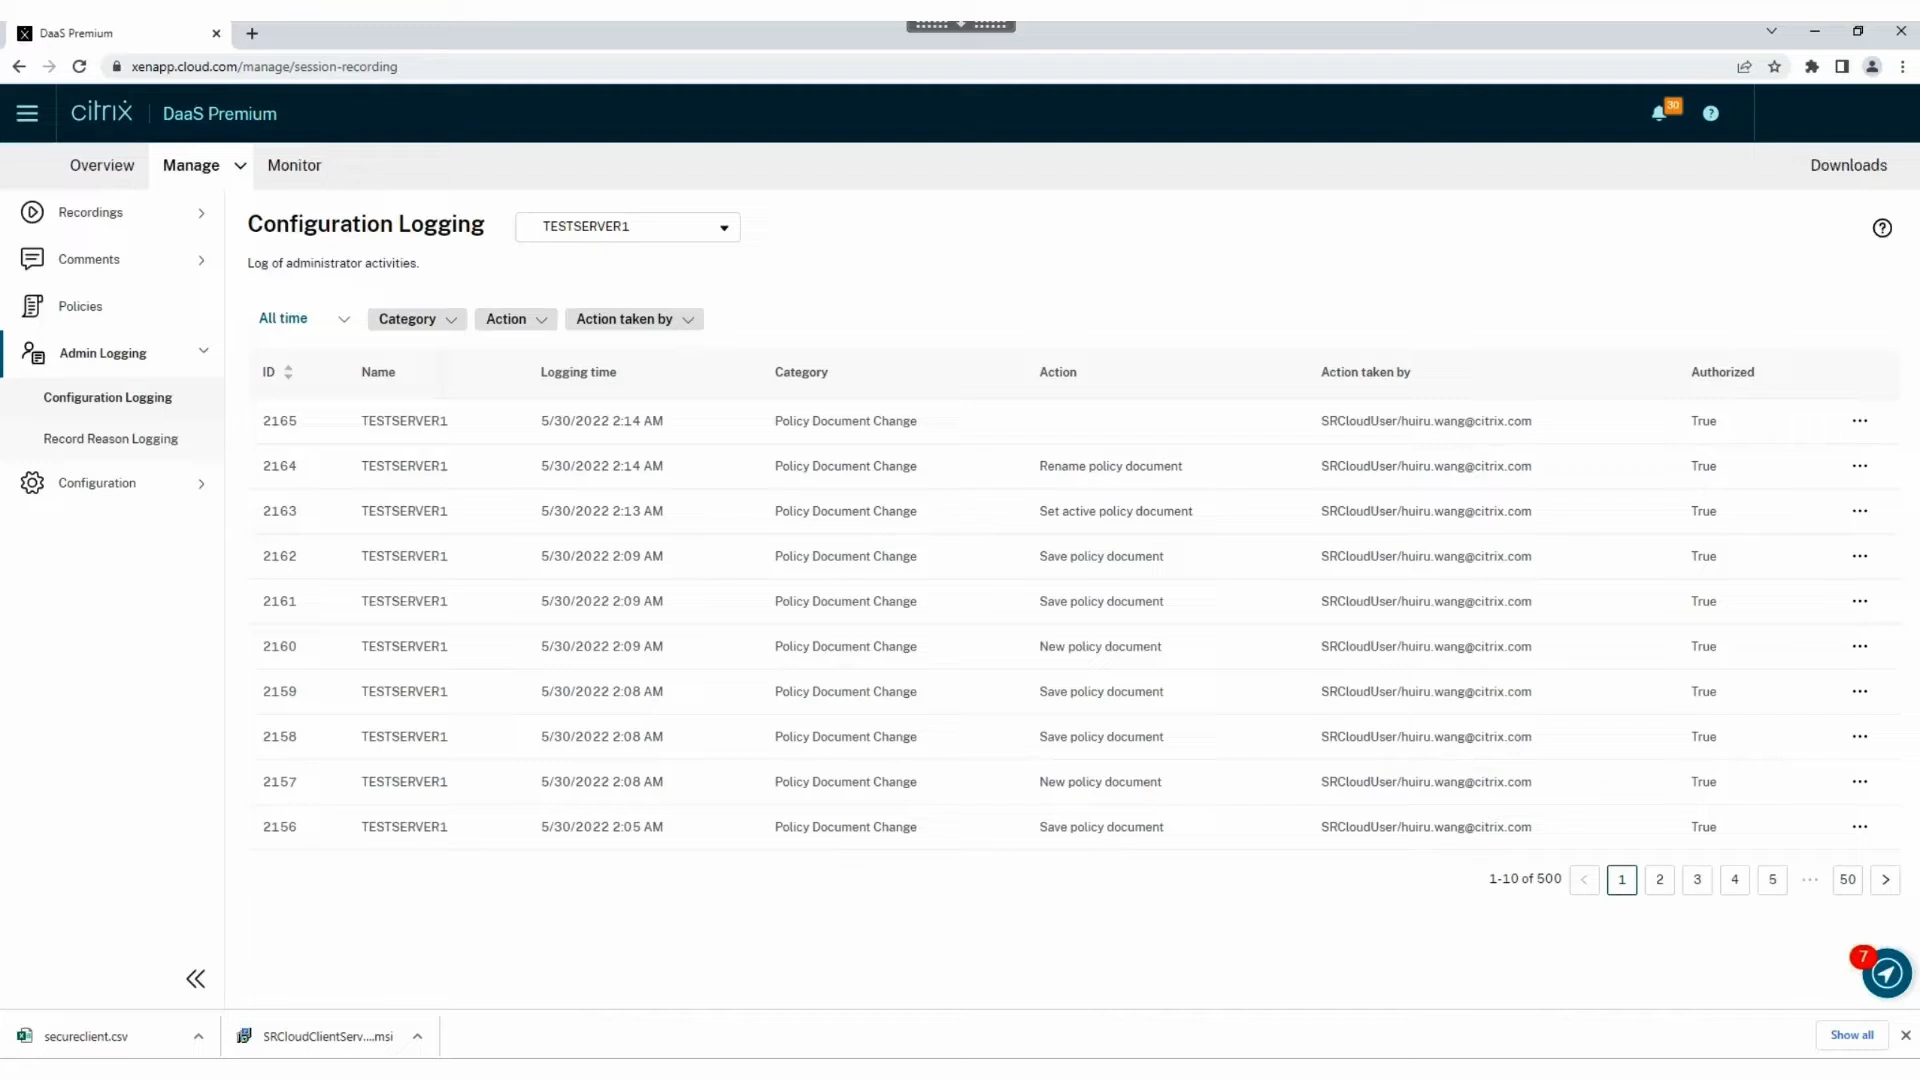 DaaS Premium
xenapp.cloud.com/manage/session-recording
citrix DaaS Premium
30
?
Overview
Manage
Monitor
Downloads
Recordings
Comments
Policies
Admin Logging
Configuration Logging
Record Reason Logging
Configuration
Configuration Logging
TESTSERVER1
?
Log of administrator activities.
All time Category Action Action taken by
ID Name Logging time Category Action Action taken by Authorized
2165 TESTSERVER1 5/30/2022 2:14 AM Policy Document Change SRCloudUser/huiru.wang@citrix.com True ...
2164 TESTSERVER1 5/30/2022 2:14 AM Policy Document Change Rename policy document SRCloudUser/huiru.wang@citrix.com True ...
2163 TESTSERVER1 5/30/2022 2:13 AM Policy Document Change Set active policy document SRCloudUser/huiru.wang@citrix.com True ...
2162 TESTSERVER1 5/30/2022 2:09 AM Policy Document Change Save policy document SRCloudUser/huiru.wang@citrix.com True ...
2161 TESTSERVER1 5/30/2022 2:09 AM Policy Document Change Save policy document SRCloudUser/huiru.wang@citrix.com True ...
2160 TESTSERVER1 5/30/2022 2:09 AM Policy Document Change New policy document SRCloudUser/huiru.wang@citrix.com True ...
2159 TESTSERVER1 5/30/2022 2:08 AM Policy Document Change Save policy document SRCloudUser/huiru.wang@citrix.com True ...
2158 TESTSERVER1 5/30/2022 2:08 AM Policy Document Change Save policy document SRCloudUser/huiru.wang@citrix.com True ...
2157 TESTSERVER1 5/30/2022 2:08 AM Policy Document Change New policy document SRCloudUser/huiru.wang@citrix.com True ...
2156 TESTSERVER1 5/30/2022 2:05 AM Policy Document Change Save policy document SRCloudUser/huiru.wang@citrix.com True ...
1-10 of 500 < 1 2 3 4 5 ... 50 >
7
secureclient.csv
SRCloudClientServ....msi
Show all